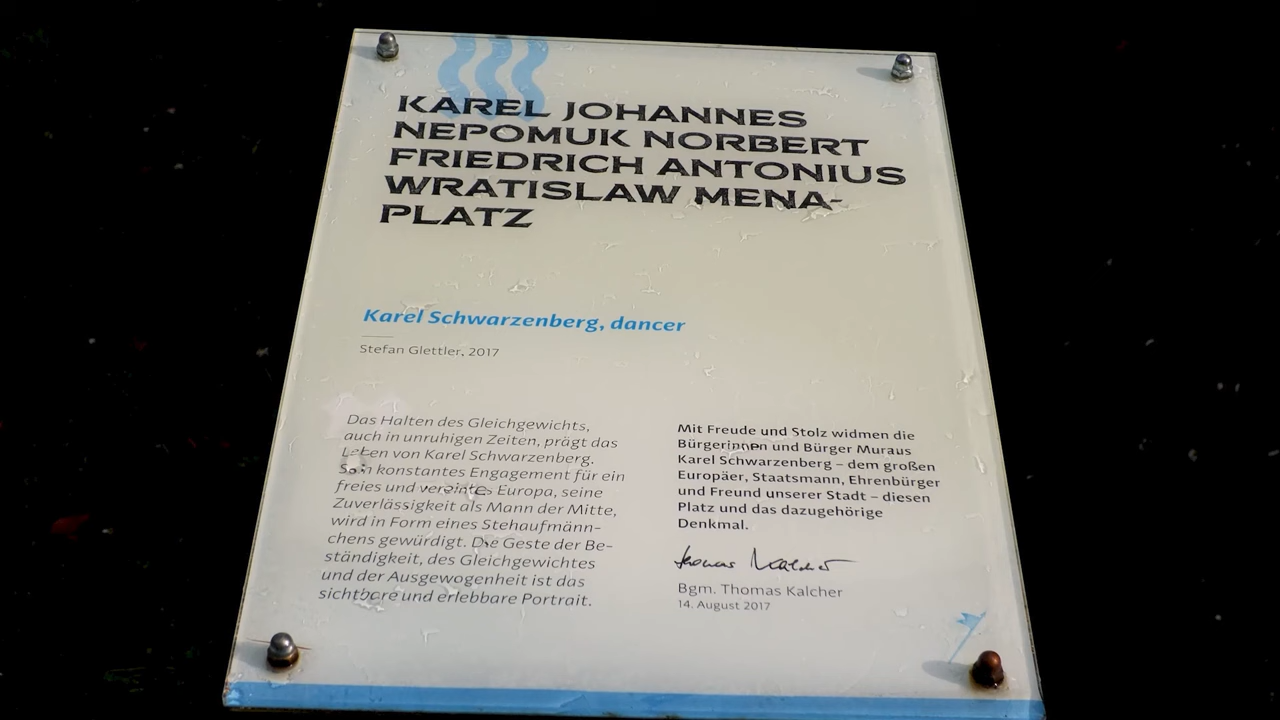 KAREL JOHANNES
NEPOMUK NORBERT
FRIEDRICH ANTONIUS
WRATISLAW MENA-
PLATZ
Karel Schwarzenberg, dancer
Stefan Glettler, 2017
Das Halten des Gleichgewichts,
auch in unruhigen Zeiten, prägt das
Leben von Karel Schwarzenberg.
Sein konstantes Engagement für ein
freies und vereintes Europa, seine
Zuverlässigkeit als Mann der Mitte,
wird in Form eines Stehaufmänn-
chens gewürdigt. Die Geste der Be-
ständigkeit, des Gleichgewichtes
und der Ausgewogenheit ist das
sichtbare und erlebbare Portrait.
Mit Freude und Stolz widmen die
Bürgerinnen und Bürger Muraus
Karel Schwarzenberg – dem großen
Europäer, Staatsmann, Ehrenbürger
und Freund unserer Stadt – diesen
Platz und das dazugehörige
Denkmal.
Thomas Kalcher
Bgm. Thomas Kalcher
14. August 2017